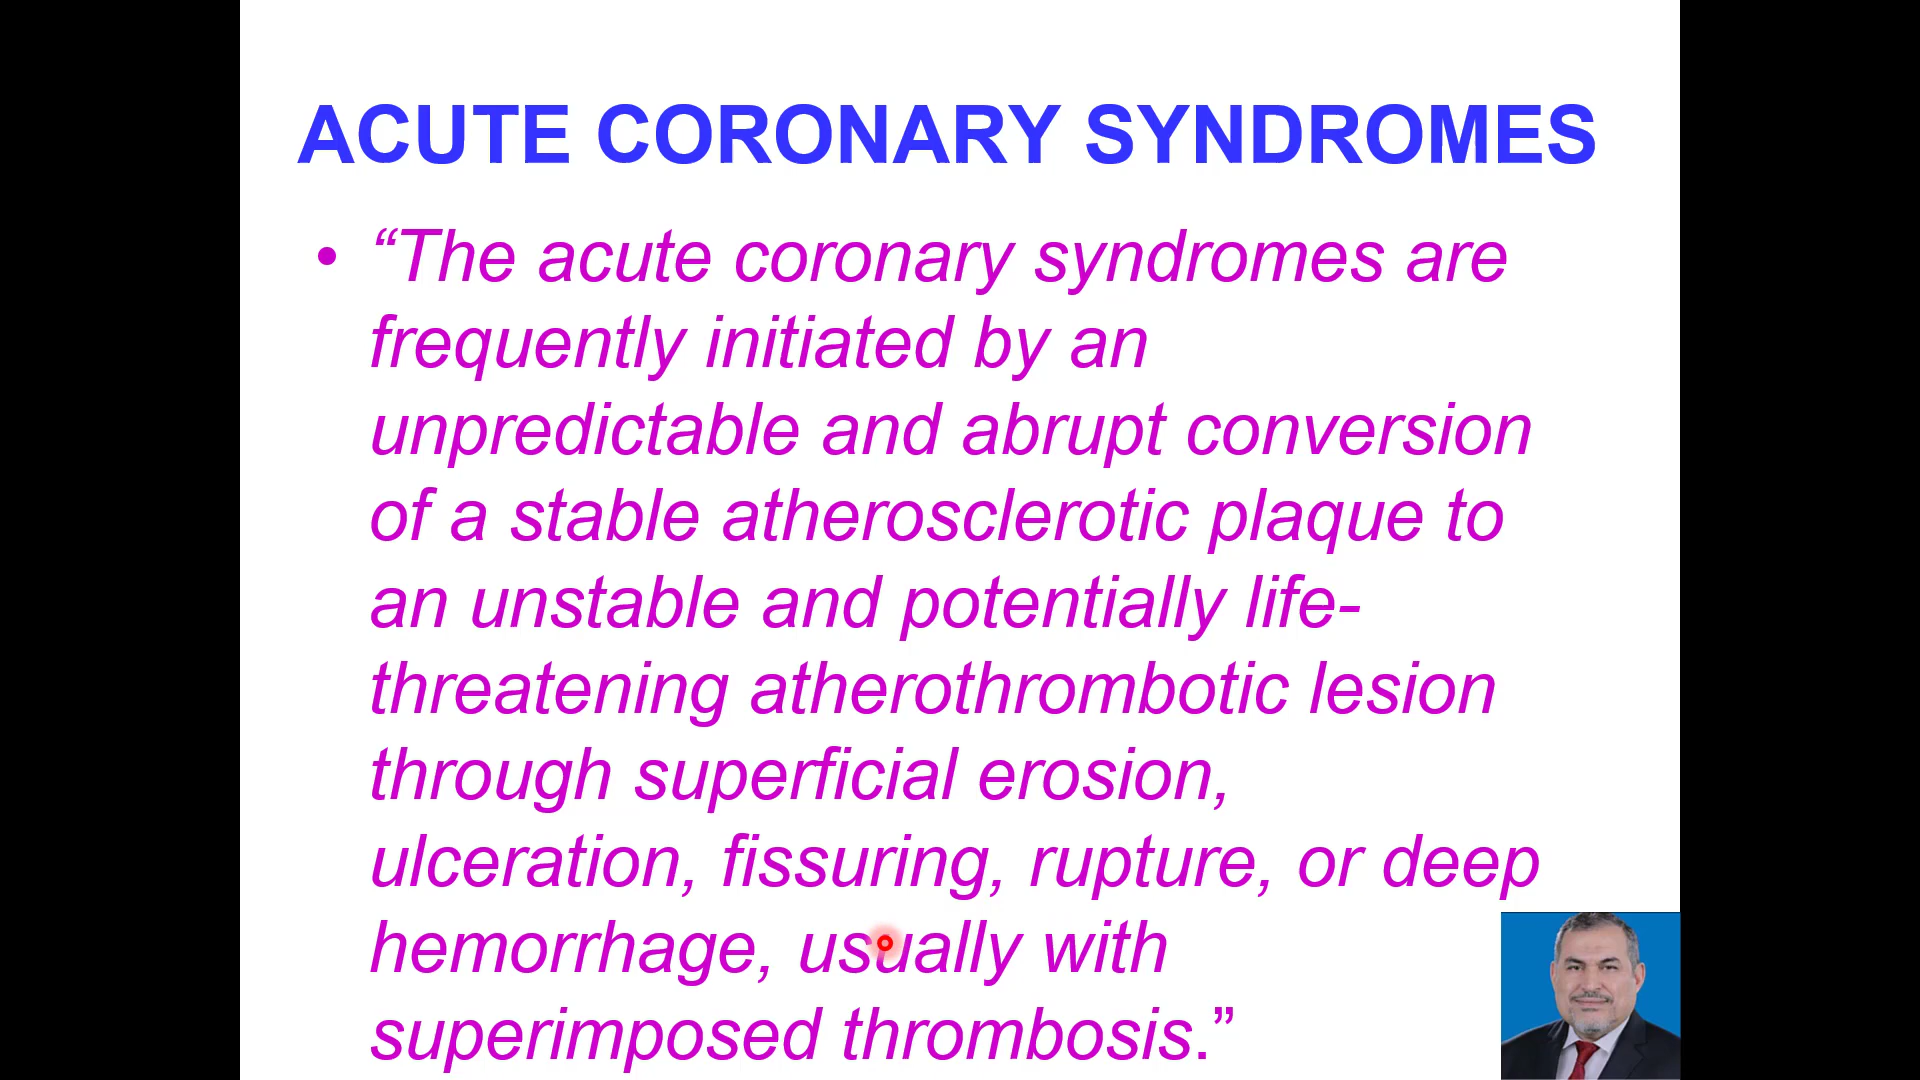 ACUTE CORONARY SYNDROMES
• “The acute coronary syndromes are
frequently initiated by an
unpredictable and abrupt conversion
of a stable atherosclerotic plaque to
an unstable and potentially life-
threatening atherothrombotic lesion
through superficial erosion,
ulceration, fissuring, rupture, or deep
hemorrhage, usually with
superimposed thrombosis.”